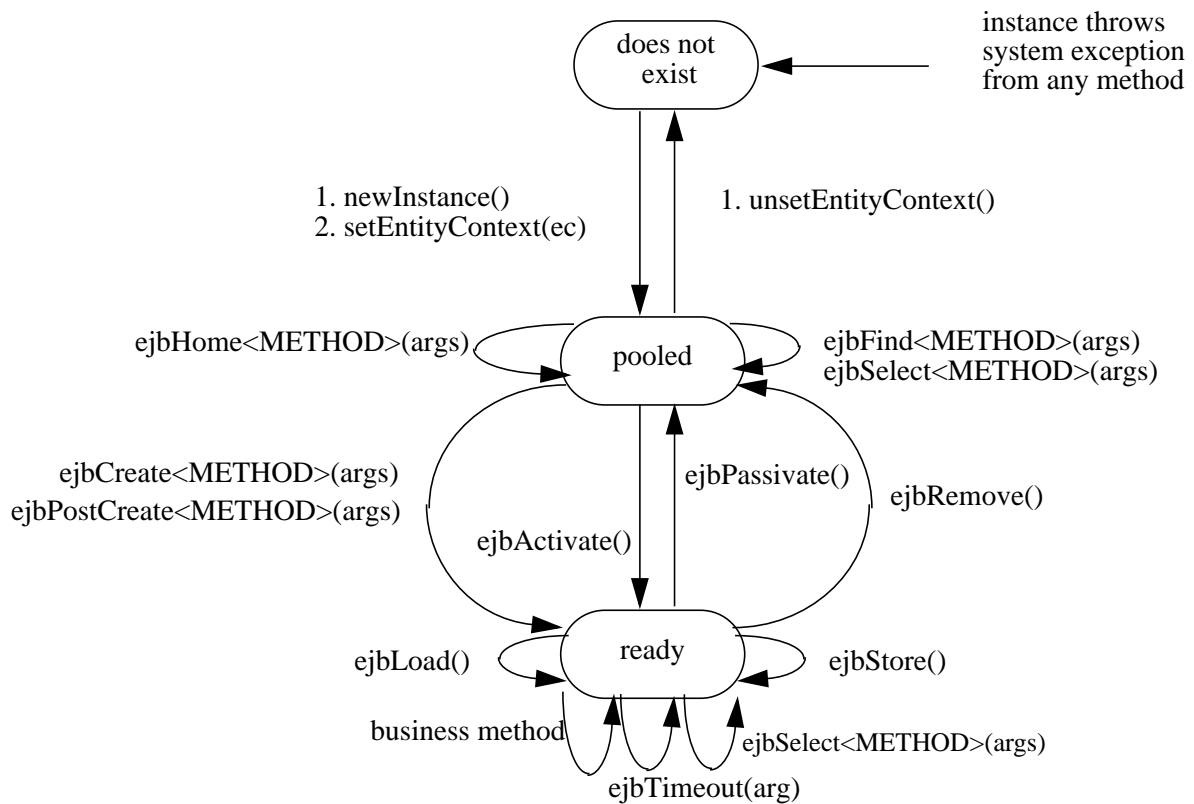 does not
exist
instance throws
system exception
from any method
1. newInstance()
2. setEntityContext(ec)
1. unsetEntityContext()
ejbHome<METHOD>(args)
pooled
ejbFind<METHOD>(args)
ejbSelect<METHOD>(args)
ejbCreate<METHOD>(args)
ejbPostCreate<METHOD>(args)
ejbPassivate()
ejbRemove()
ejbActivate()
ready
ejbLoad()
ejbStore()
business method
ejbSelect<METHOD>(args)
ejbTimeout(arg)